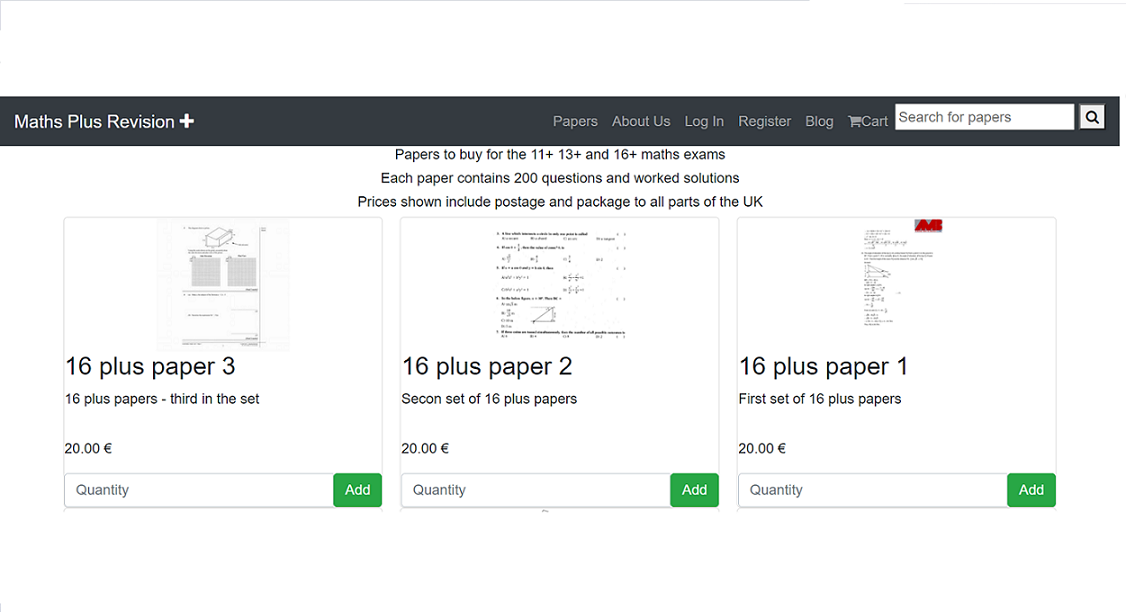 Maths Plus Revision
Papers About Us Log In Register Blog Cart Search for papers
Papers to buy for the 11+ 13+ and 16+ maths exams
Each paper contains 200 questions and worked solutions
Prices shown include postage and package to all parts of the UK
16 plus paper 3
16 plus papers - third in the set
20.00 €
Quantity Add
16 plus paper 2
Secon set of 16 plus papers
20.00 €
Quantity Add
16 plus paper 1
First set of 16 plus papers
20.00 €
Quantity Add